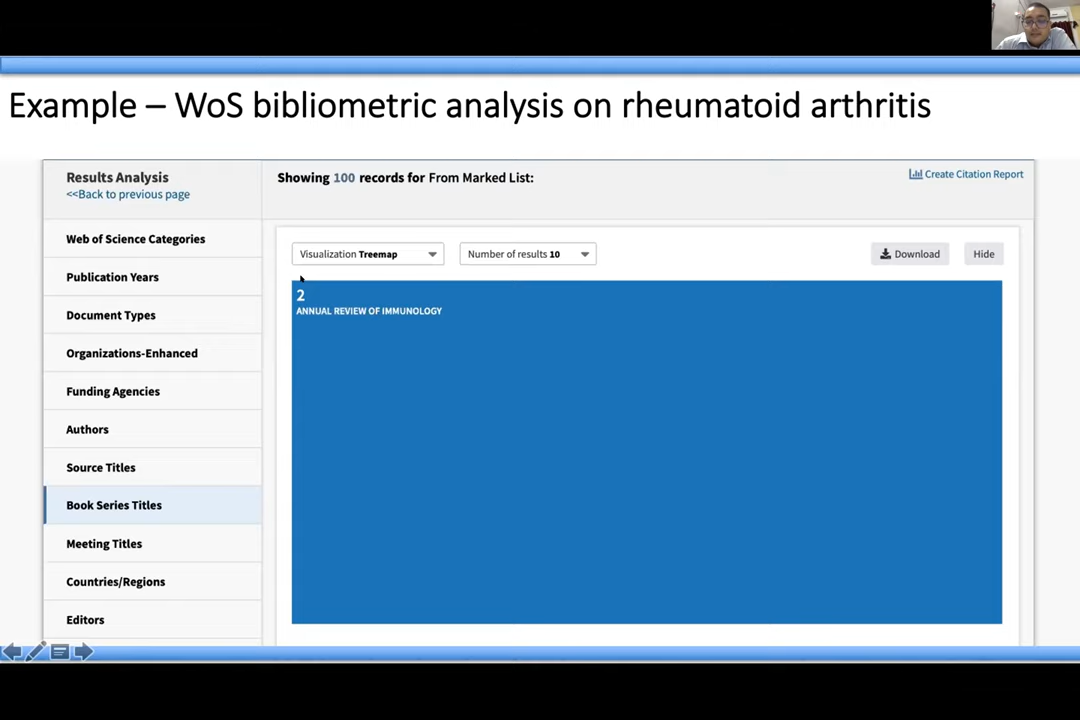 Example – WoS bibliometric analysis on rheumatoid arthritis
Results Analysis
<<Back to previous page
Showing 100 records for From Marked List:
Create Citation Report
Web of Science Categories
Publication Years
Document Types
Organizations-Enhanced
Funding Agencies
Authors
Source Titles
Book Series Titles
Meeting Titles
Countries/Regions
Editors
Visualization Treemap
Number of results 10
Download
Hide
2
ANNUAL REVIEW OF IMMUNOLOGY